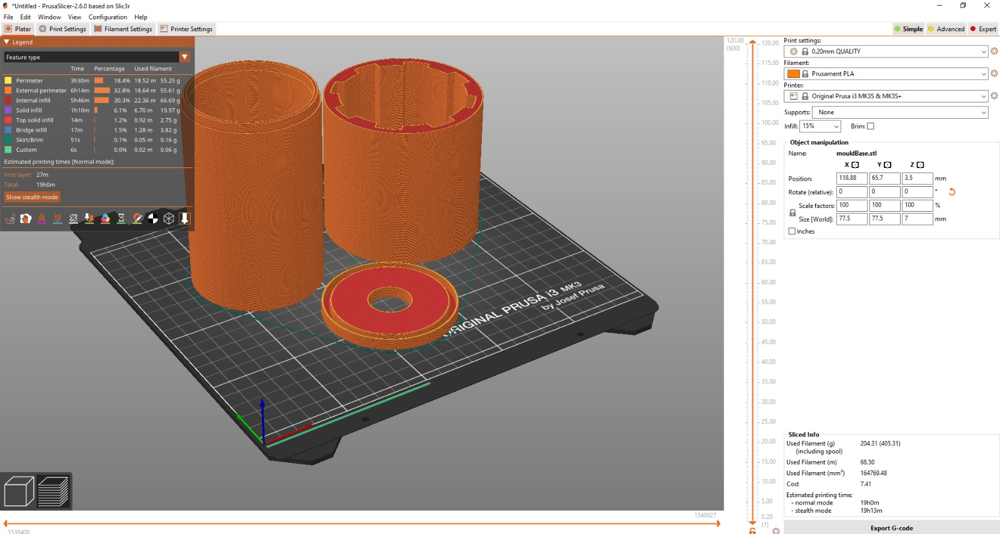 *Untitled - PrusaSlicer-2.6.0 based on Slic3r
File Edit Window View Configuration Help
Plater Print Settings Filament Settings Printer Settings Simple Advanced Expert
Legend
Feature type
Time Percentage Used filament
Perimeter 3h30m 18.4% 18.52 m 55.25 g
External perimeter 6h14m 32.8% 18.64 m 55.61 g
Internal infill 5h46m 30.3% 22.36 m 66.69 g
Solid infill 1h10m 6.1% 6.70 m 19.97 g
Top solid infill 14m 1.2% 0.92 m 2.75 g
Bridge infill 17m 1.5% 1.28 m 3.82 g
Skirt/Brim 51s 0.1% 0.05 m 0.16 g
Custom 6s 0.0% 0.02 m 0.06 g
Estimated printing times [Normal mode]:
First layer: 27m
Total: 19h0m
Show stealth mode
ORIGINAL PRUSA i3 MK3
by Josef Prusa
1540027
1538408
120.00
(600)
120.00
115.00
110.00
105.00
100.00
95.00
90.00
85.00
80.00
75.00
70.00
65.00
60.00
55.00
50.00
45.00
40.00
35.00
30.00
25.00
20.00
15.00
10.00
5.00
0.20
(1)
Print settings:
0.20mm QUALITY
Filament:
Prusament PLA
Printer:
Original Prusa i3 MK3S & MK3S+
Supports: None
Infill: 15% Brim:
Object manipulation
Name: mouldBase.stl
X Y Z
Position: 118.88 65.7 3.5 mm
Rotate (relative): 0 0 0 °
Scale factors: 100 100 100 %
Size [World]: 77.5 77.5 7 mm
Inches
Sliced Info
Used Filament (g) 204.31 (405.31)
(including spool)
Used Filament (m) 68.50
Used Filament (mm³) 164769.48
Cost 7.41
Estimated printing time:
- normal mode 19h0m
- stealth mode 19h13m
Export G-code